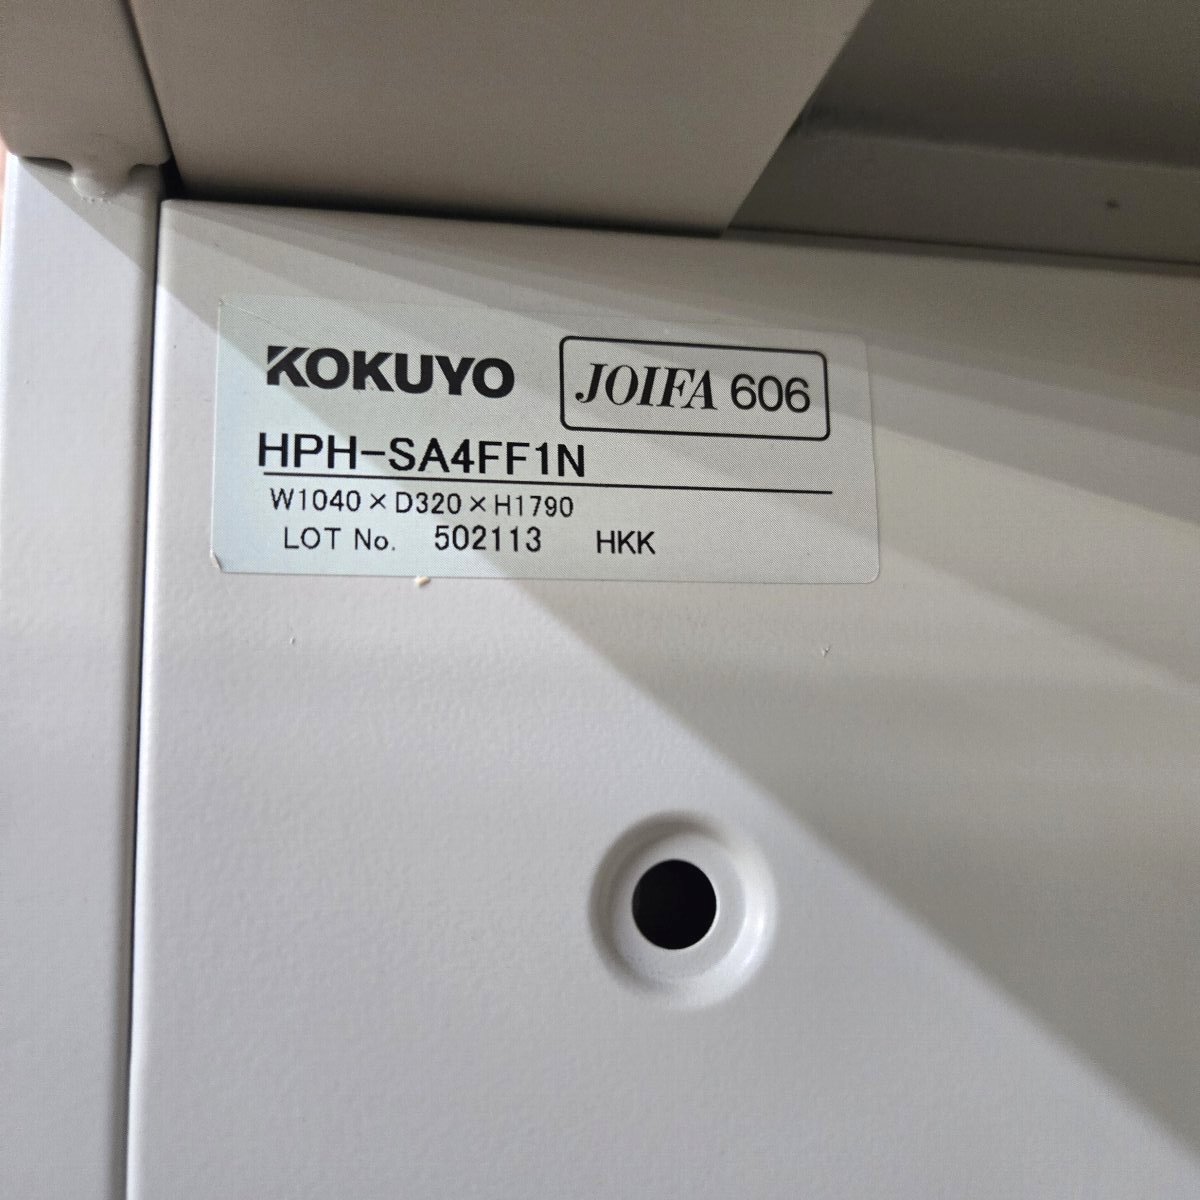 KOKUYO JOIFA 606
HPH-SA4FF1N
W1040×D320×H1790
LOT No. 502113 HKK